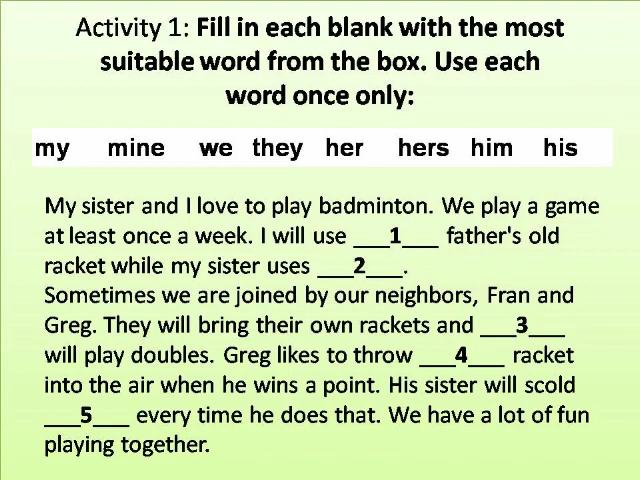 Activity 1: Fill in each blank with the most
suitable word from the box. Use each
word once only:
my mine we they her hers him his
My sister and I love to play badminton. We play a game
at least once a week. I will use ___1___ father's old
racket while my sister uses ___2___.
Sometimes we are joined by our neighbors, Fran and
Greg. They will bring their own rackets and ___3___
will play doubles. Greg likes to throw ___4___ racket
into the air when he wins a point. His sister will scold
___5___ every time he does that. We have a lot of fun
playing together.